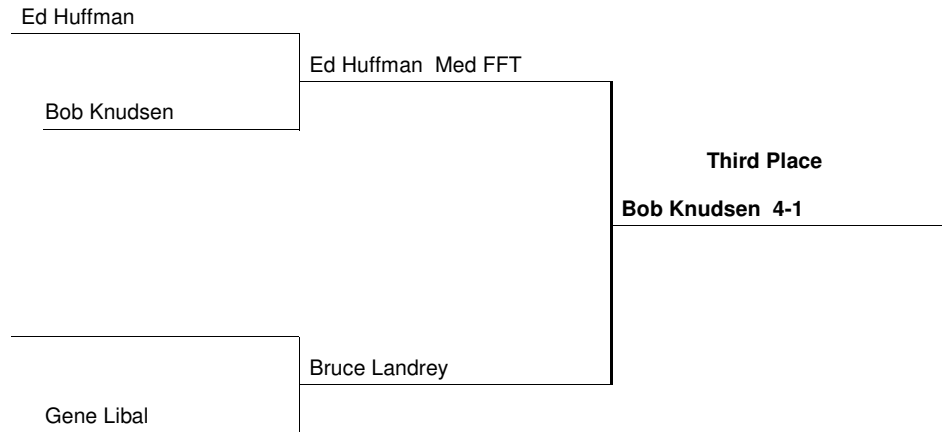 Ed Huffman
Ed Huffman Med FFT
Bob Knudsen
Third Place
Bob Knudsen 4-1
Bruce Landrey
Gene Libal